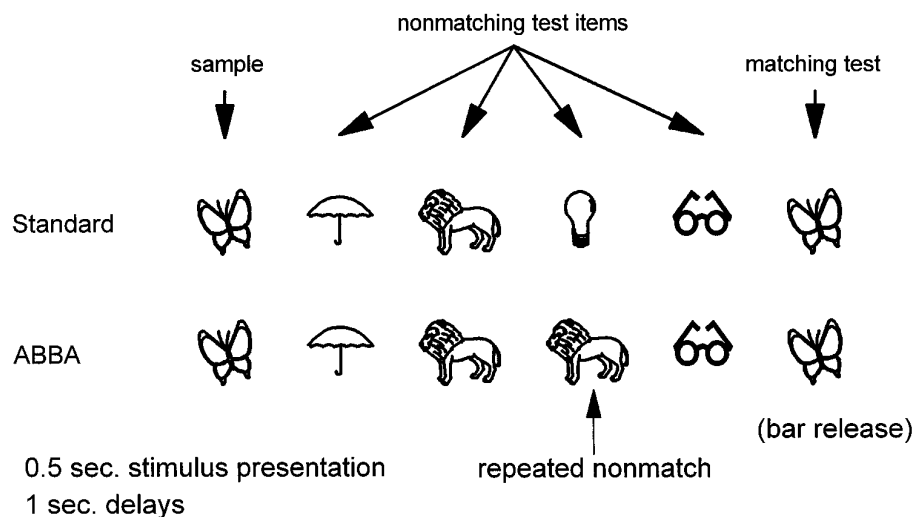 nonmatching test items
sample
matching test
Standard
ABBA
(bar release)
0.5 sec. stimulus presentation
repeated nonmatch
1 sec. delays